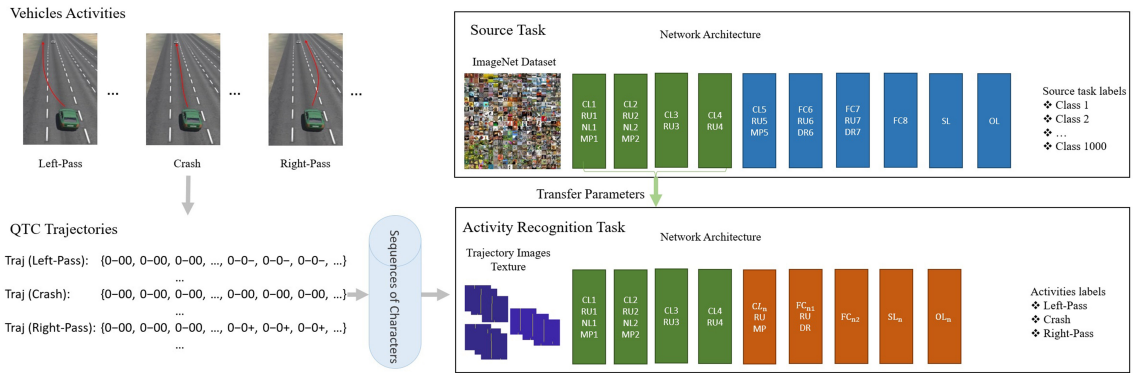 Vehicles Activities
...
...
...
Left-Pass
Crash
Right-Pass
QTC Trajectories
Traj (Left-Pass): {0−00, 0−00, 0−00, ..., 0−0−, 0−0−, 0−0−, ...}
...
Traj (Crash): {0−00, 0−00, 0−00, ..., 0−00, 0−00, 0−00, ...}
...
Traj (Right-Pass): {0−00, 0−00, 0−00, ..., 0−0+, 0−0+, 0−0+, ...}
...
Sequences of Characters
Source Task
Network Architecture
ImageNet Dataset
CL1
RU1
NL1
MP1
CL2
RU2
NL2
MP2
CL3
RU3
CL4
RU4
CL5
RU5
MP5
FC6
RU6
DR6
FC7
RU7
DR7
FC8
SL
OL
Source task labels
❖ Class 1
❖ Class 2
❖ ...
❖ Class 1000
Transfer Parameters
Activity Recognition Task
Network Architecture
Trajectory Images
Texture
CL1
RU1
NL1
MP1
CL2
RU2
NL2
MP2
CL3
RU3
CL4
RU4
CLₙ
RU
MP
FCₙ₁
RU
DR
FCₙ₂
SLₙ
OLₙ
Activities labels
❖ Left-Pass
❖ Crash
❖ Right-Pass